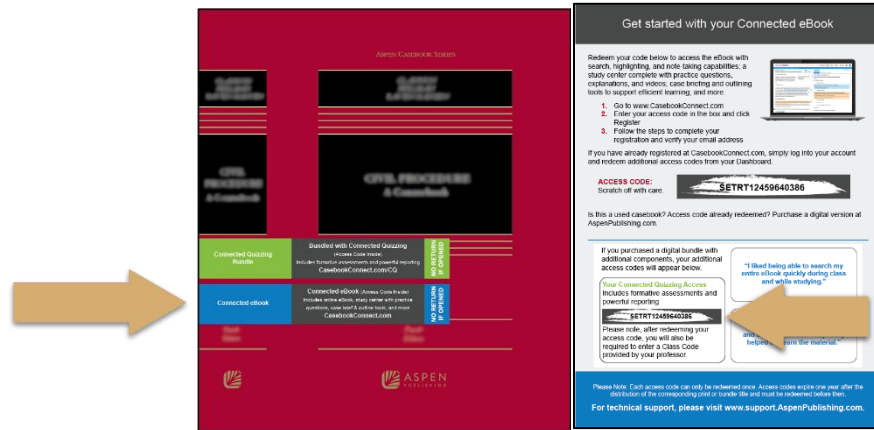 ASPEN CASEBOOK SERIES
CIVIL
PROCEDURE
A Coursebook
CIVIL PROCEDURE
A Coursebook
Connected Quizzing
Bundle
Bundled with Connected Quizzing
(Access Code Inside)
Includes formative assessments and powerful reporting
CasebookConnect.com/CQ
NO RETURN
IF OPENED
Connected eBook
Connected eBook (Access Code Inside)
Includes entire eBook, study center with practice
questions, case brief & outline tools, and more
CasebookConnect.com
NO RETURN
IF OPENED
ASPEN
PUBLISHING
Get started with your Connected eBook
Redeem your code below to access the eBook with
search, highlighting, and note-taking capabilities; a
study center complete with practice questions,
explanations, and videos; case briefing and outlining
tools to support efficient learning; and more.
1. Go to www.CasebookConnect.com
2. Enter your access code in the box and click
Register
3. Follow the steps to complete your
registration and verify your email address
If you have already registered at CasebookConnect.com, simply log into your account
and redeem additional access codes from your Dashboard.
ACCESS CODE:
Scratch off with care.
SETRT12459640386
Is this a used casebook? Access code already redeemed? Purchase a digital version at
AspenPublishing.com.
If you purchased a digital bundle with
additional components, your additional
access codes will appear below.
Your Connected Quizzing Access
Includes formative assessments and
powerful reporting
SETRT12459640386
Please note, after redeeming your
access code, you will also be
required to enter a Class Code
provided by your professor.
"I liked being able to search my
entire eBook quickly during class
and while studying."
and
helped
the material."
Please Note: Each access code can only be redeemed once. Access codes expire one year after the
distribution of the corresponding print or bundle title and must be redeemed before then.
For technical support, please visit www.support.AspenPublishing.com.